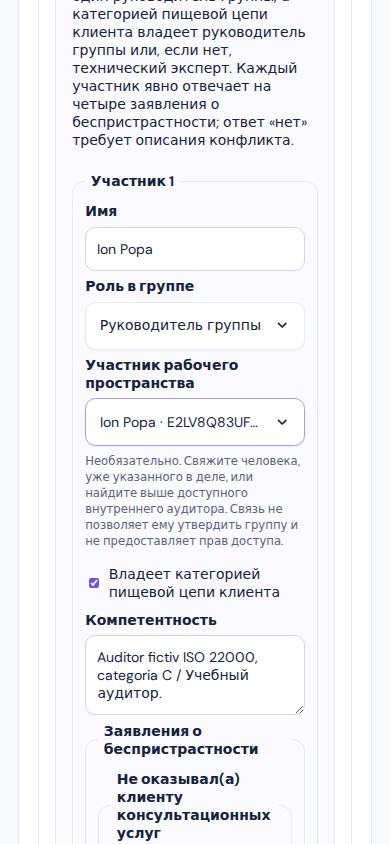 категорией пищевой цепи
клиента владеет руководитель
группы или, если нет,
технический эксперт. Каждый
участник явно отвечает на
четыре заявления о
беспристрастности; ответ «нет»
требует описания конфликта.
Участник 1
Имя
Ion Popa
Роль в группе
Руководитель группы
Участник рабочего
пространства
Ion Popa · E2LV8Q83UF…
Необязательно. Свяжите человека,
уже указанного в деле, или
найдите выше доступного
внутреннего аудитора. Связь не
позволяет ему утвердить группу и
не предоставляет прав доступа.
Владеет категорией
пищевой цепи клиента
Компетентность
Auditor fictiv ISO 22000,
categoria C / Учебный
аудитор.
Заявления о
беспристрастности
Не оказывал(а)
клиенту
консультационных
услуг